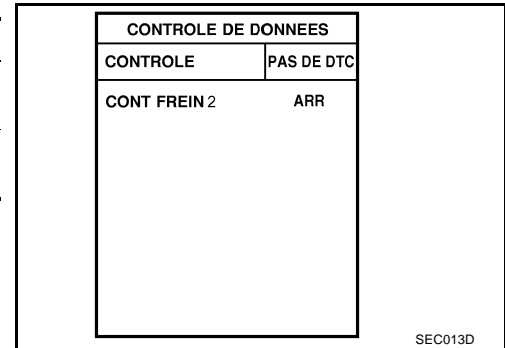 CONTROLE DE DONNEES
CONTROLE PAS DE DTC
CONT FREIN 2 ARR
SEC013D